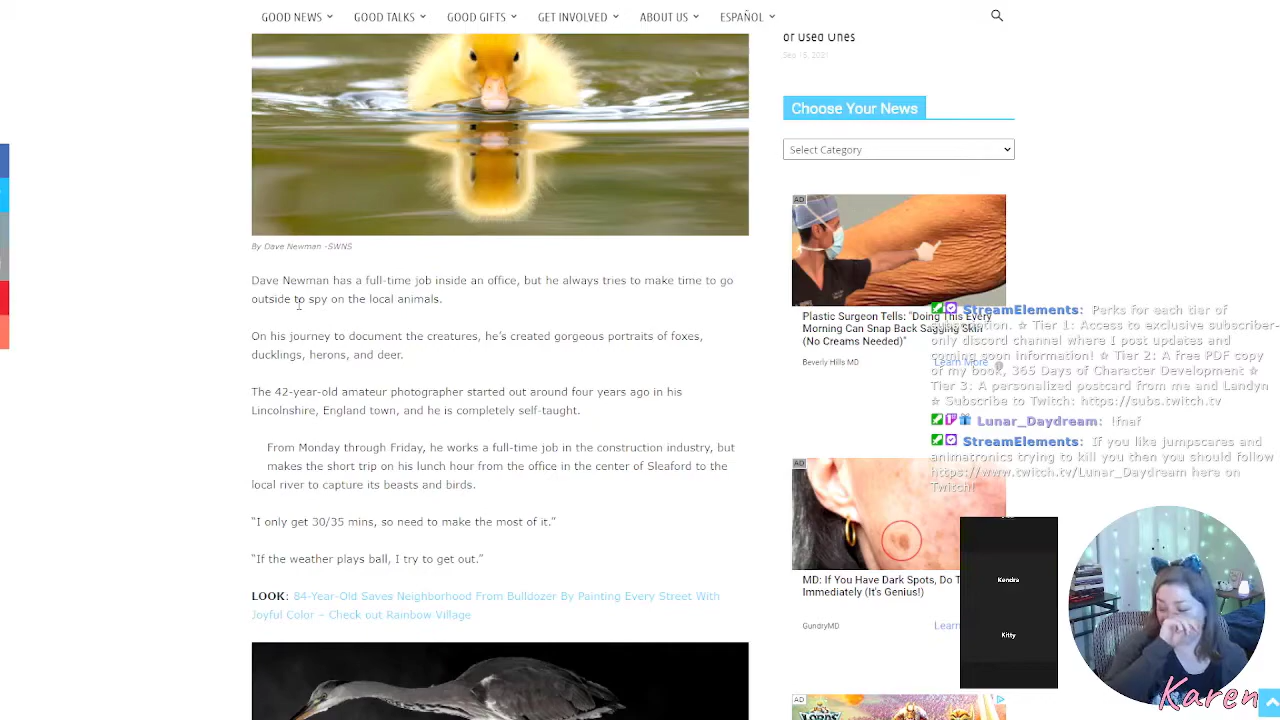 GOOD NEWS GOOD TALKS GOOD GIFTS GET INVOLVED ABOUT US ESPAÑOL
By Dave Newman -SWNS
Dave Newman has a full-time job inside an office, but he always tries to make time to go
outside to spy on the local animals.
On his journey to document the creatures, he’s created gorgeous portraits of foxes,
ducklings, herons, and deer.
The 42-year-old amateur photographer started out around four years ago in his
Lincolnshire, England town, and he is completely self-taught.
From Monday through Friday, he works a full-time job in the construction industry, but
makes the short trip on his lunch hour from the office in the center of Sleaford to the
local river to capture its beasts and birds.
“I only get 30/35 mins, so need to make the most of it.”
“If the weather plays ball, I try to get out.”
LOOK: 84-Year-Old Saves Neighborhood From Bulldozer By Painting Every Street With
Joyful Color – Check out Rainbow Village
or Used Ones
Sep 15, 2021
Choose Your News
Select Category
AD
Plastic Surgeon Tells: "Doing This Every
Morning Can Snap Back Sagging Skin
(No Creams Needed)"
Beverly Hills MD
Learn More
AD
MD: If You Have Dark Spots, Do T
Immediately (It's Genius!)
GundryMD
Learn
AD
LORDS
StreamElements: Perks for each tier of
subscription. ☆ Tier 1: Access to exclusive subscriber-
only discord channel where I post updates and
coming soon information! ☆ Tier 2: A free PDF copy
of my book, 365 Days of Character Development ☆
Tier 3: A personalized postcard from me and Landyn
☆ Subscribe to Twitch: https://subs.twitch.tv
Lunar_Daydream: !fnaf
StreamElements: If you like jumpscares and
animatronics trying to kill you then you should follow
https://www.twitch.tv/Lunar_Daydream here on
Twitch!
Kendra
Kitty
Karen